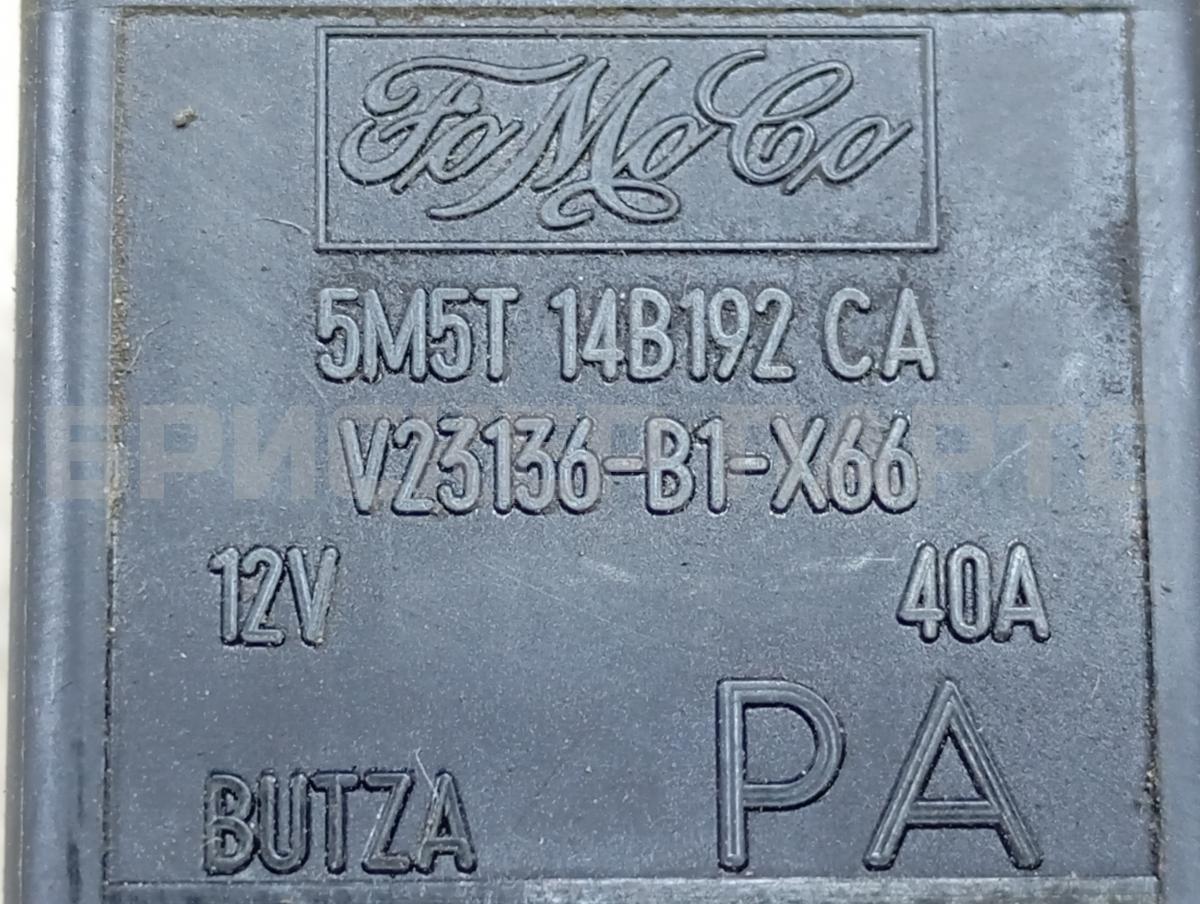 FoMoCo
5M5T 14B192 CA
V23136-B1-X66
12V 40A
BUTZA PA